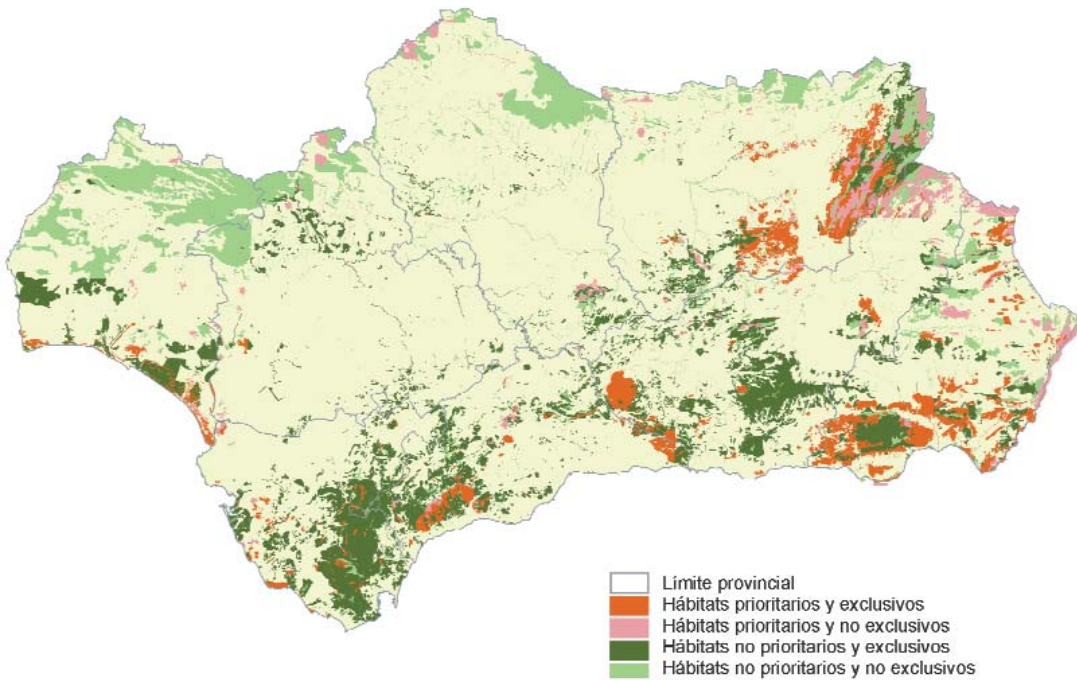 Límite provincial
Hábitats prioritarios y exclusivos
Hábitats prioritarios y no exclusivos
Hábitats no prioritarios y exclusivos
Hábitats no prioritarios y no exclusivos